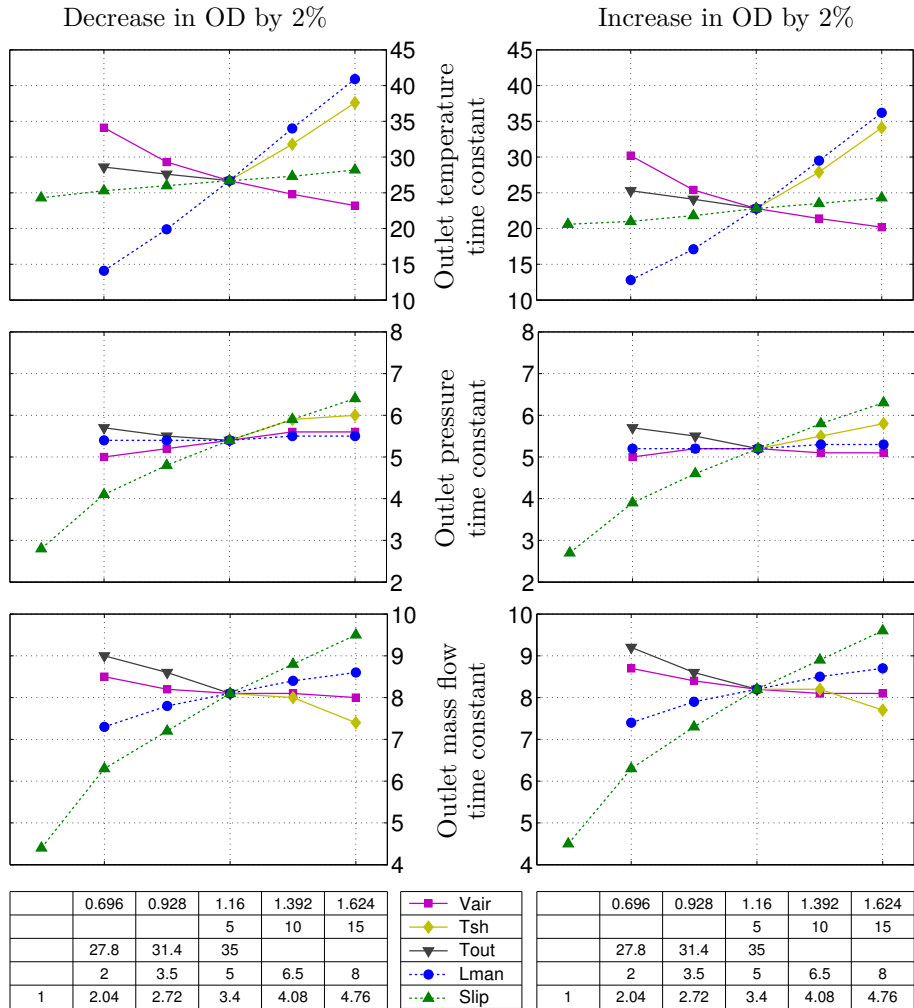 Decrease in OD by 2%
Increase in OD by 2%
45
40
35
30
25
20
15
10
Outlet temperature
time constant
45
40
35
30
25
20
15
10
8
7
6
5
4
3
2
Outlet pressure
time constant
8
7
6
5
4
3
2
10
9
8
7
6
5
4
Outlet mass flow
time constant
10
9
8
7
6
5
4
0.696 0.928 1.16 1.392 1.624
5 10 15
27.8 31.4 35
2 3.5 5 6.5 8
1 2.04 2.72 3.4 4.08 4.76
Vair
Tsh
Tout
Lman
Slip
0.696 0.928 1.16 1.392 1.624
5 10 15
27.8 31.4 35
2 3.5 5 6.5 8
1 2.04 2.72 3.4 4.08 4.76